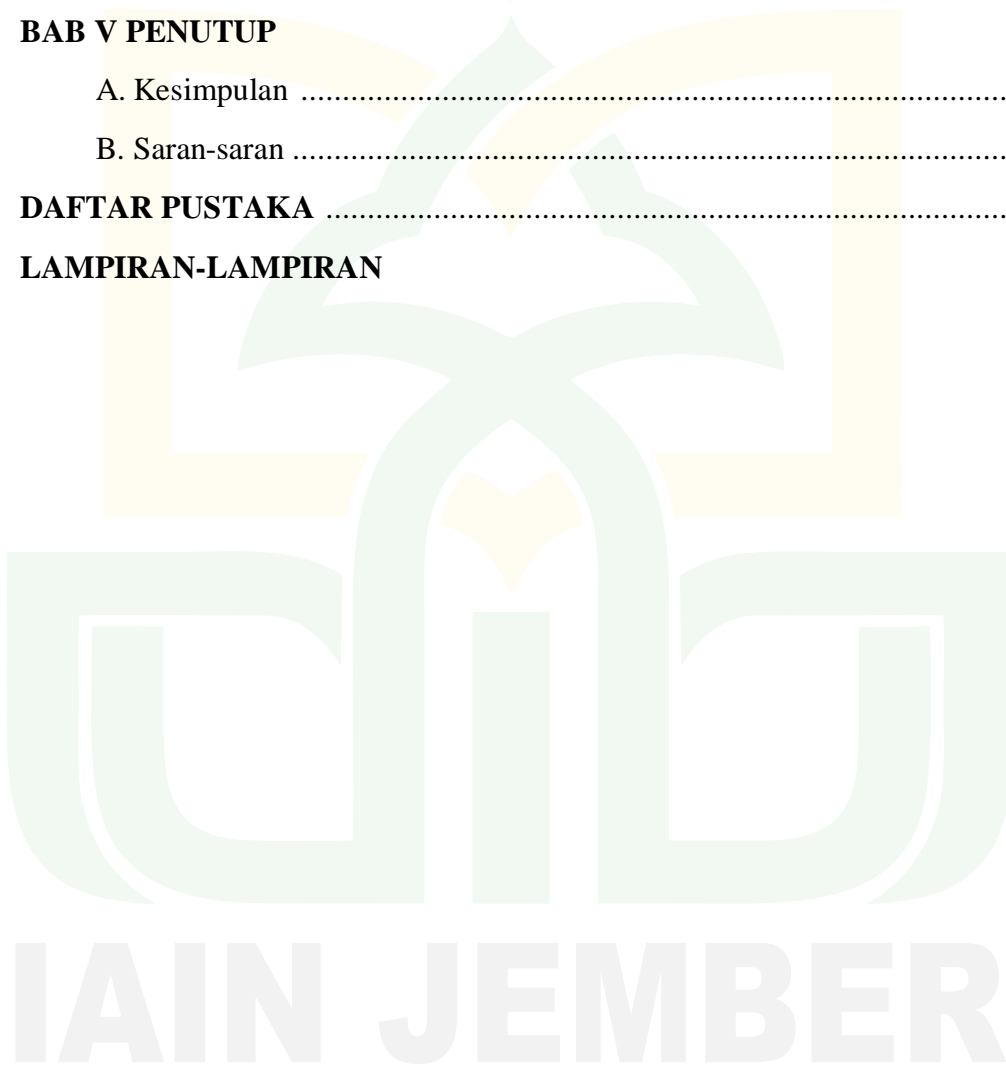 BAB V PENUTUP
A. Kesimpulan ......................................................................................
B. Saran-saran .......................................................................................
DAFTAR PUSTAKA ..................................................................................
LAMPIRAN-LAMPIRAN
IAIN JEMBER